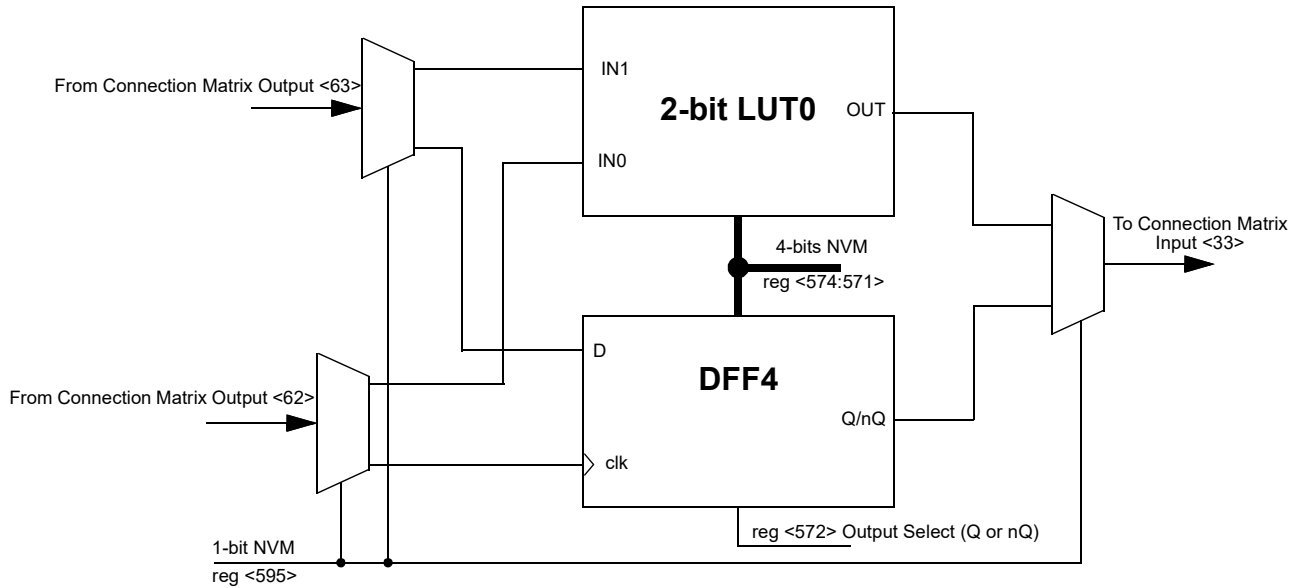 From Connection Matrix Output <63>
IN1
2-bit LUT0
OUT
IN0
To Connection Matrix
Input <33>
4-bits NVM
reg <574:571>
D
DFF4
From Connection Matrix Output <62>
Q/nQ
clk
reg <572> Output Select (Q or nQ)
1-bit NVM
reg <595>